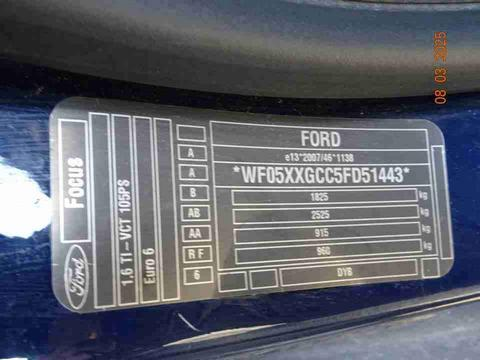 08 03 2025
FORD
A e13*2007/46*1138
A *WF05XXGCC5FD51443*
B 1825 kg
AB 2525 kg
AA 915 kg
R F 960 kg
6 DYB
Focus
1.6 TI-VCT 105PS
Euro 6
Ford